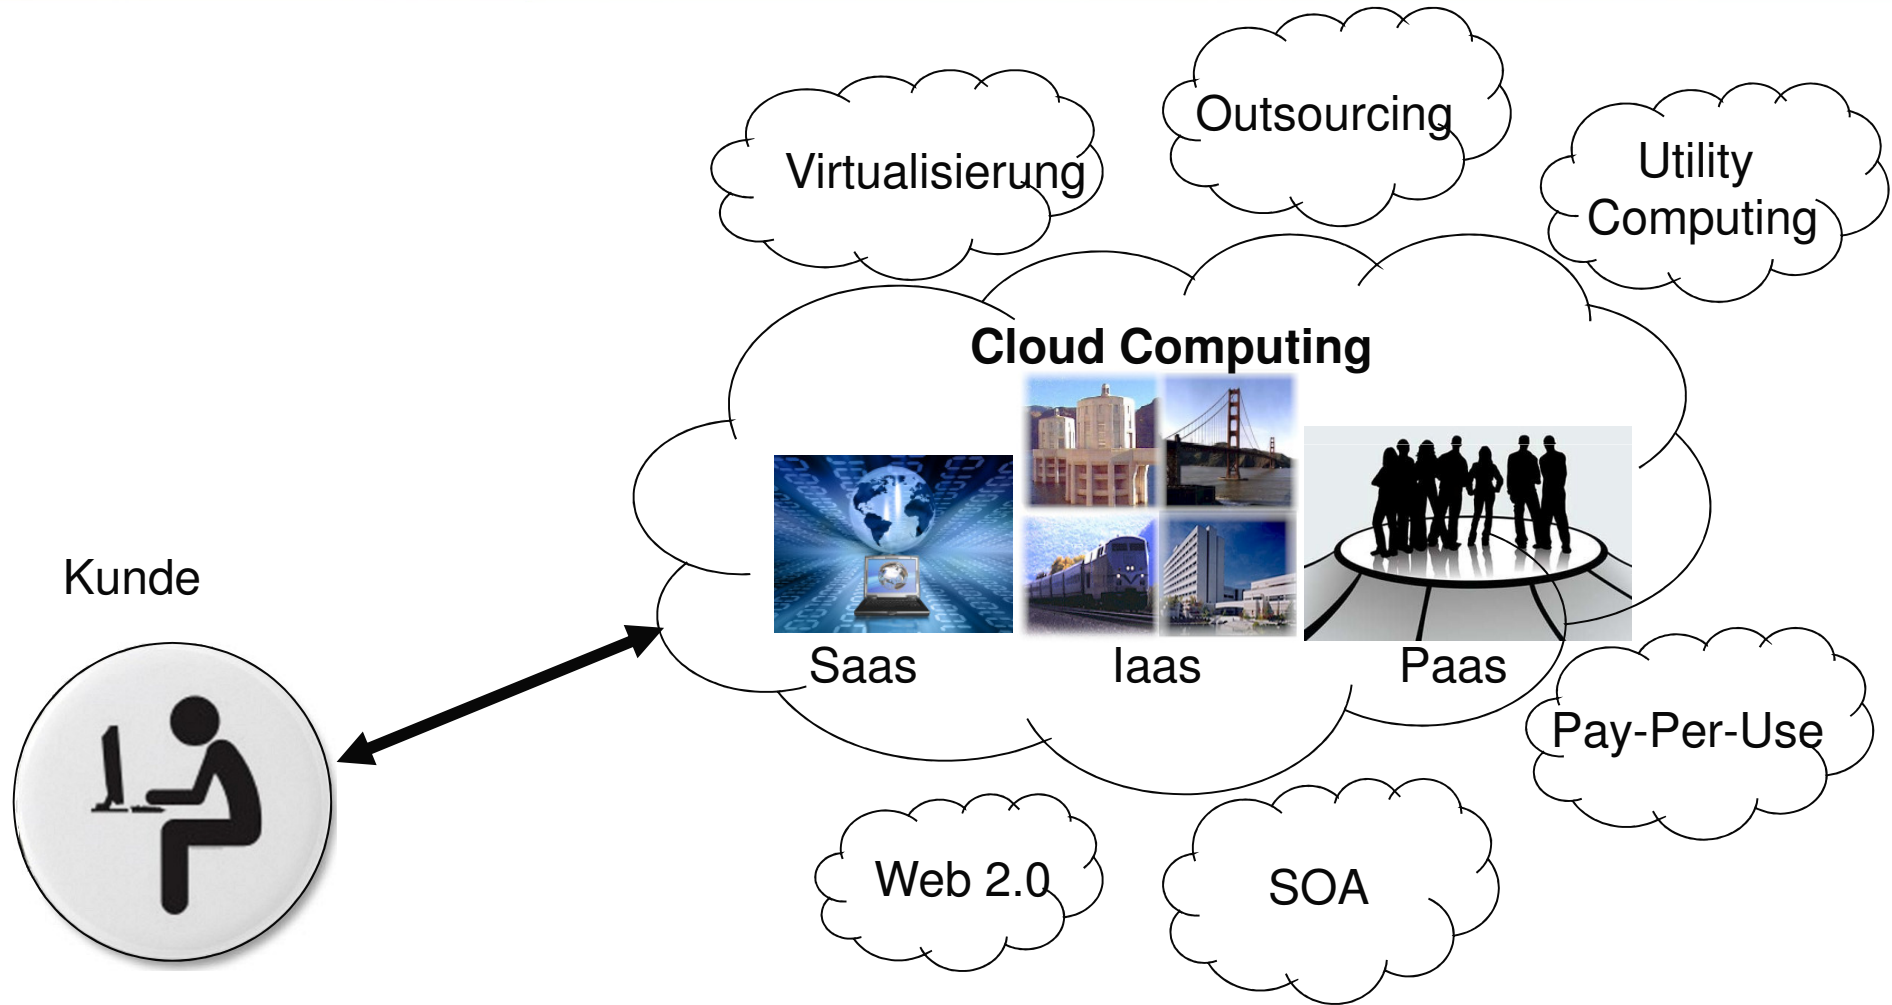 Outsourcing
Virtualisierung
Utility
Computing
Cloud Computing
Kunde
Saas
Iaas
Paas
Pay-Per-Use
Web 2.0
SOA